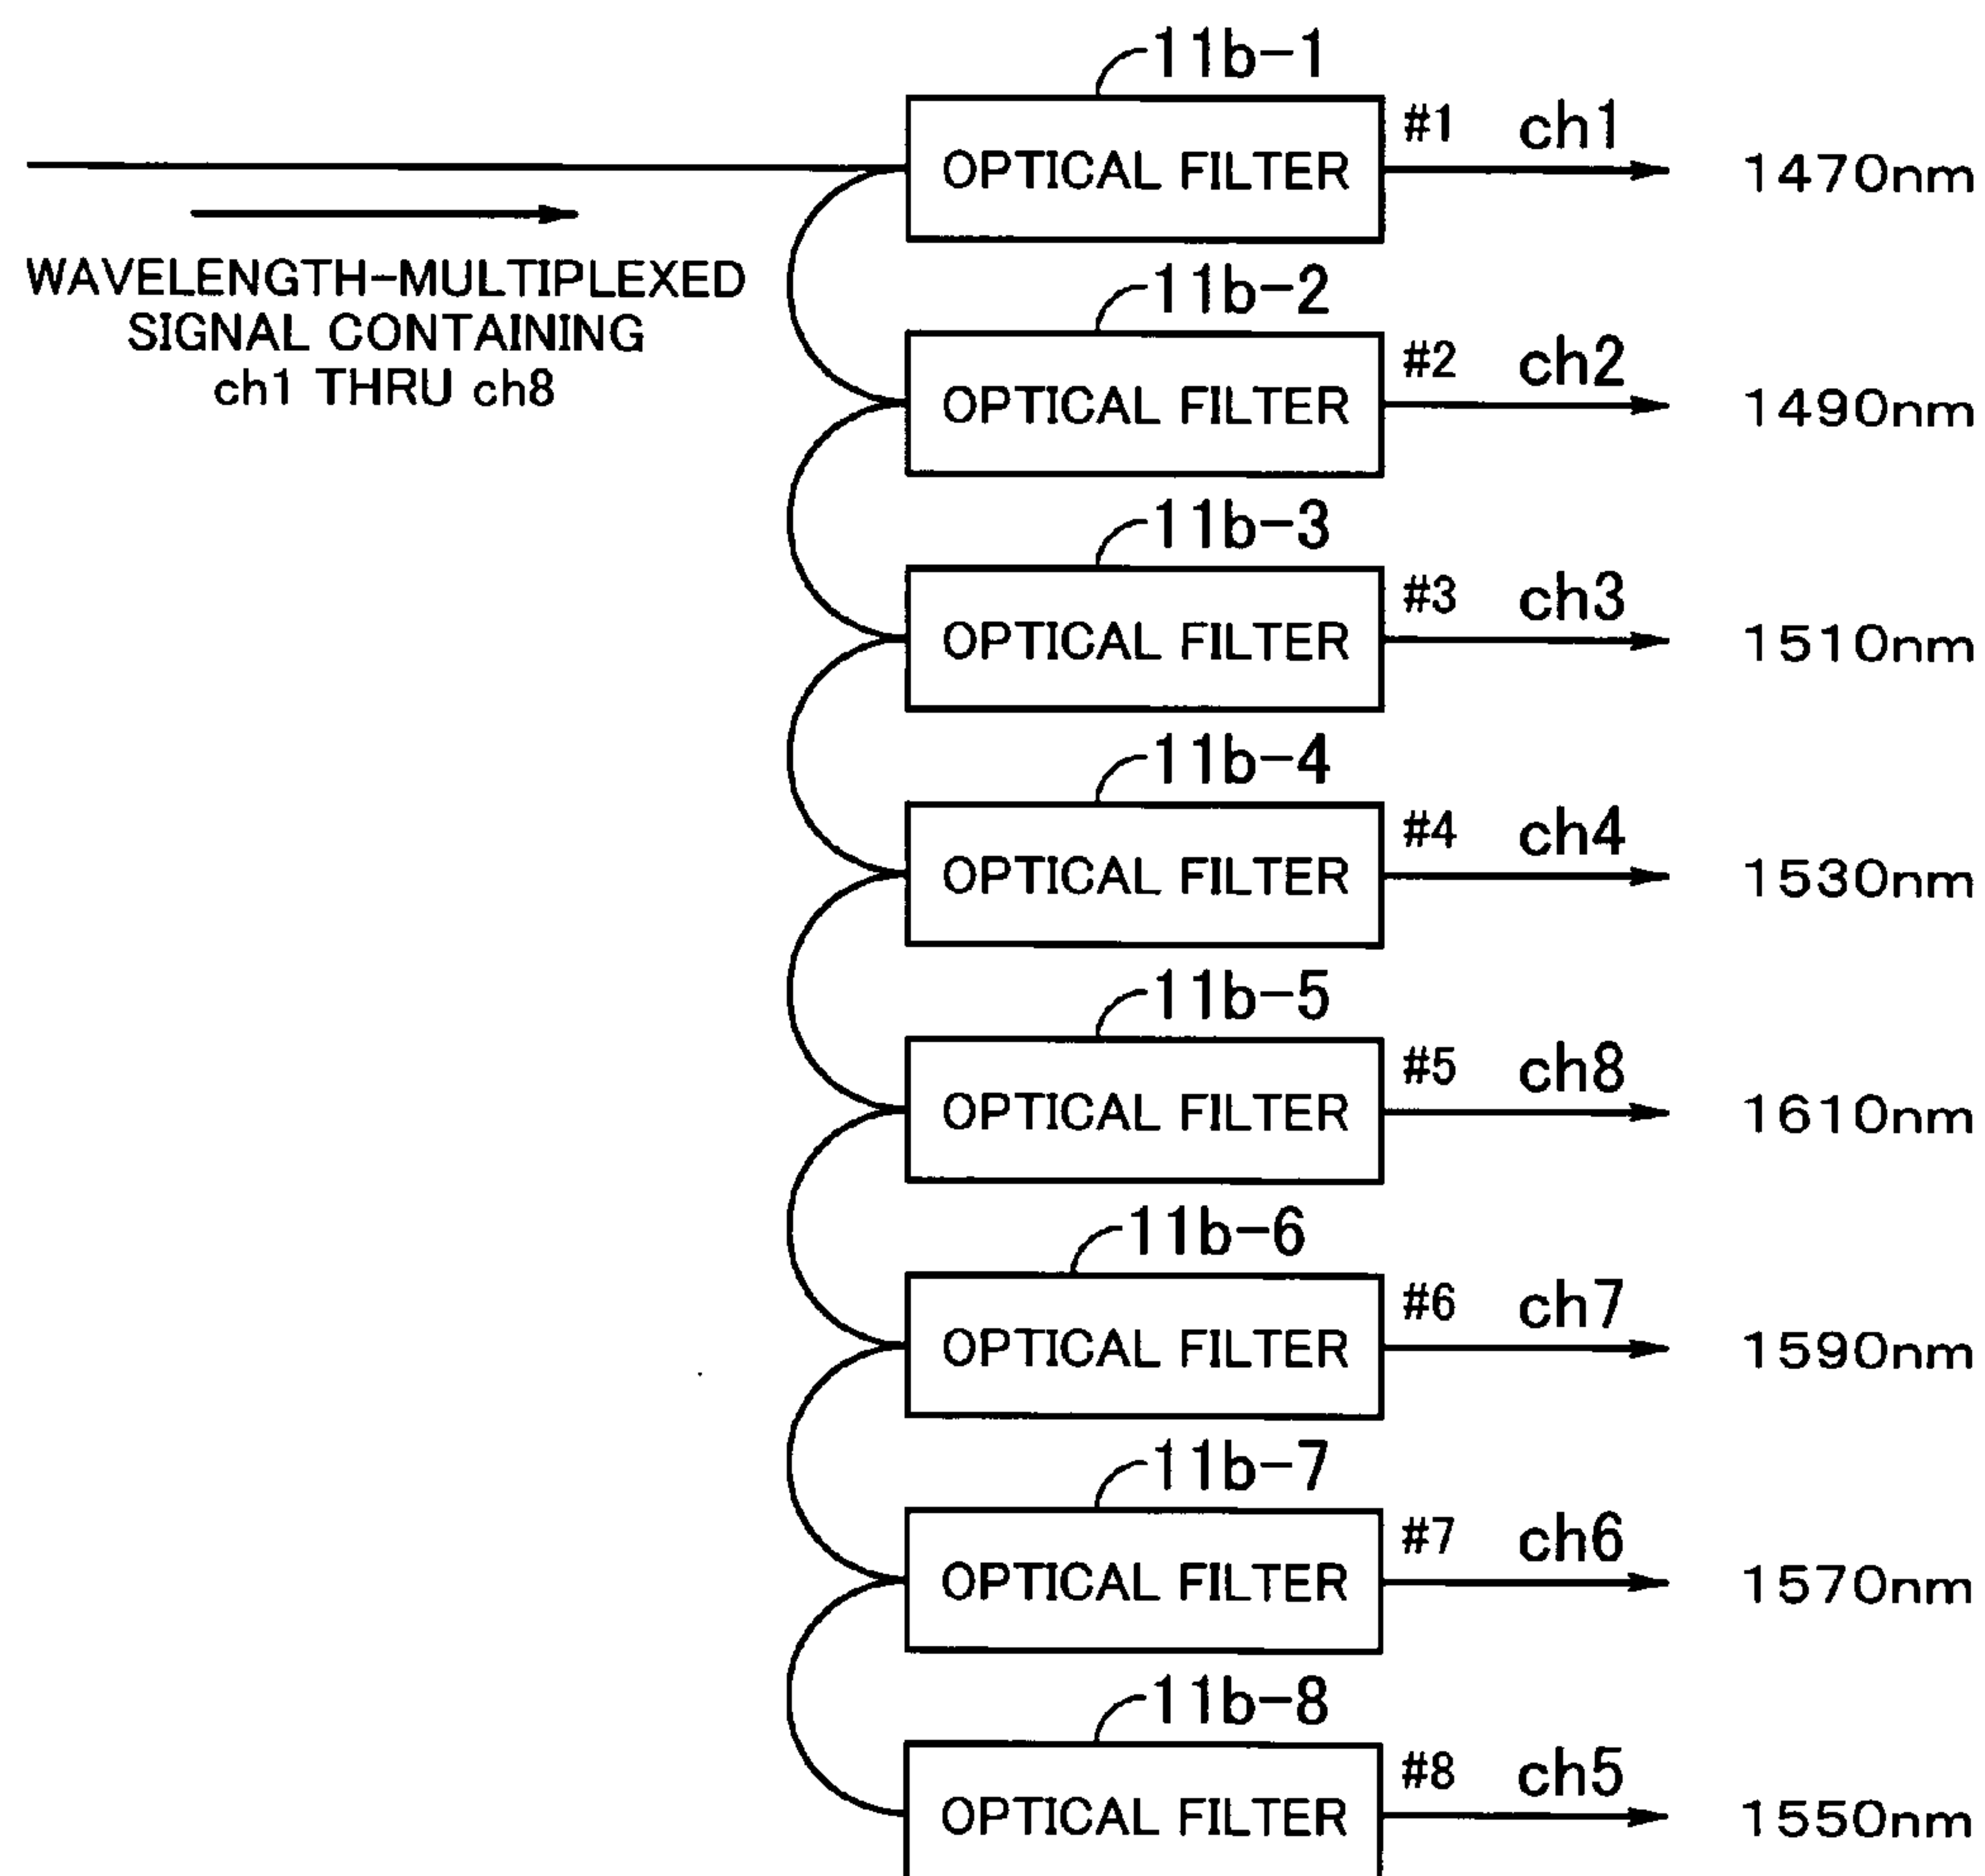 11b-1
OPTICAL FILTER
#1 ch1
1470nm
WAVELENGTH-MULTIPLEXED
SIGNAL CONTAINING
ch1 THRU ch8
11b-2
OPTICAL FILTER
#2 ch2
1490nm
11b-3
OPTICAL FILTER
#3 ch3
1510nm
11b-4
OPTICAL FILTER
#4 ch4
1530nm
11b-5
OPTICAL FILTER
#5 ch8
1610nm
11b-6
OPTICAL FILTER
#6 ch7
1590nm
11b-7
OPTICAL FILTER
#7 ch6
1570nm
11b-8
OPTICAL FILTER
#8 ch5
1550nm